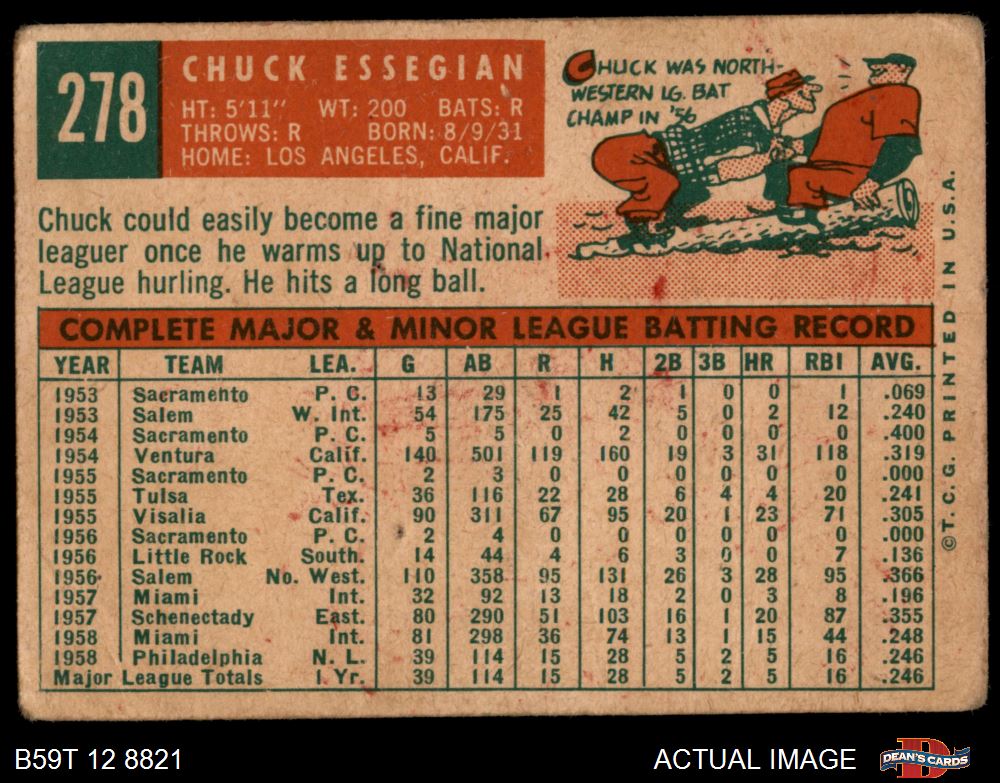 278
CHUCK ESSEGIAN
HT: 5'11" WT: 200 BATS: R
THROWS: R BORN: 8/9/31
HOME: LOS ANGELES, CALIF.
CHUCK WAS NORTH-
WESTERN LG. BAT
CHAMP IN '56
Chuck could easily become a fine major
leaguer once he warms up to National
League hurling. He hits a long ball.
COMPLETE MAJOR & MINOR LEAGUE BATTING RECORD
YEAR TEAM LEA. G AB R H 2B 3B HR RBI AVG.
1953 Sacramento P. C. 13 29 1 2 1 0 0 1 .069
1953 Salem W. Int. 54 175 25 42 5 0 2 12 .240
1954 Sacramento P. C. 5 5 0 2 0 0 0 0 .400
1954 Ventura Calif. 140 501 119 160 19 3 31 118 .319
1955 Sacramento P. C. 2 3 0 0 0 0 0 0 .000
1955 Tulsa Tex. 36 116 22 28 6 4 4 20 .241
1955 Visalia Calif. 90 311 67 95 20 1 23 71 .305
1956 Sacramento P. C. 2 4 0 0 0 0 0 0 .000
1956 Little Rock South. 14 44 4 6 3 0 0 7 .136
1956 Salem No. West. 110 358 95 131 26 3 28 95 .366
1957 Miami Int. 32 92 13 18 2 0 3 8 .196
1957 Schenectady East. 80 290 51 103 16 1 20 87 .355
1958 Miami Int. 81 298 36 74 13 1 15 44 .248
1958 Philadelphia N. L. 39 114 15 28 5 2 5 16 .246
Major League Totals 1 Yr. 39 114 15 28 5 2 5 16 .246
©T. C. G. PRINTED IN U.S.A.
B59T 12 8821
ACTUAL IMAGE
DEAN'S CARDS